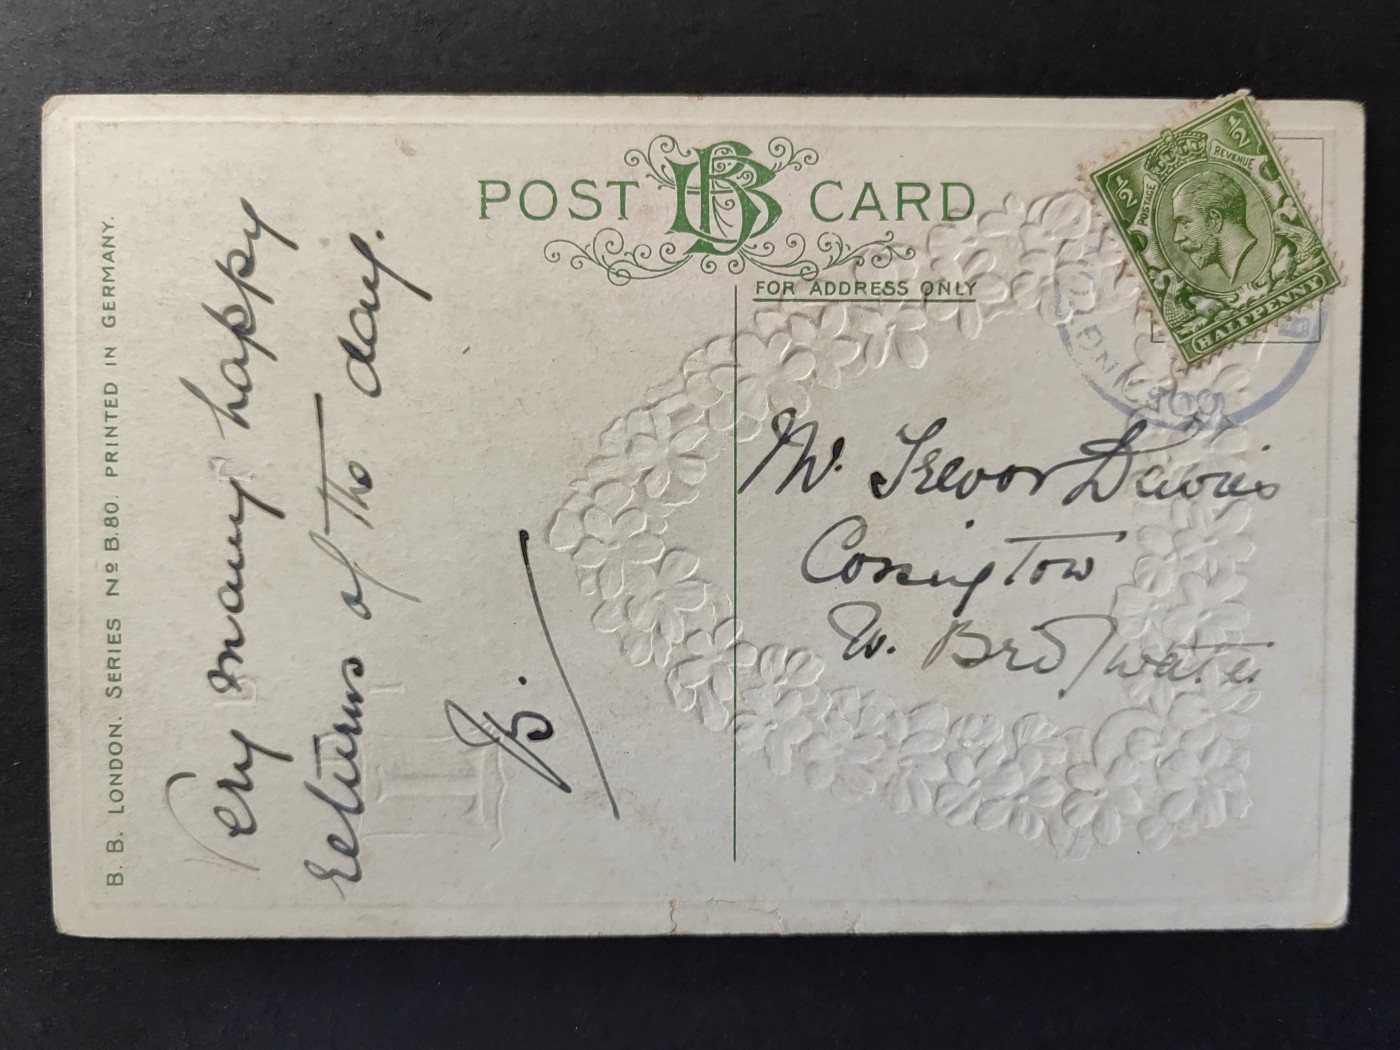 B. B. LONDON. SERIES Nº B.80. PRINTED IN GERMANY.
POST CARD
FOR ADDRESS ONLY
½ ½
POSTAGE REVENUE
HALFPENNY
Very many happy
returns of the day.
B.
Mr. Trevor Davies
Cossington
Nr. Bridgwater